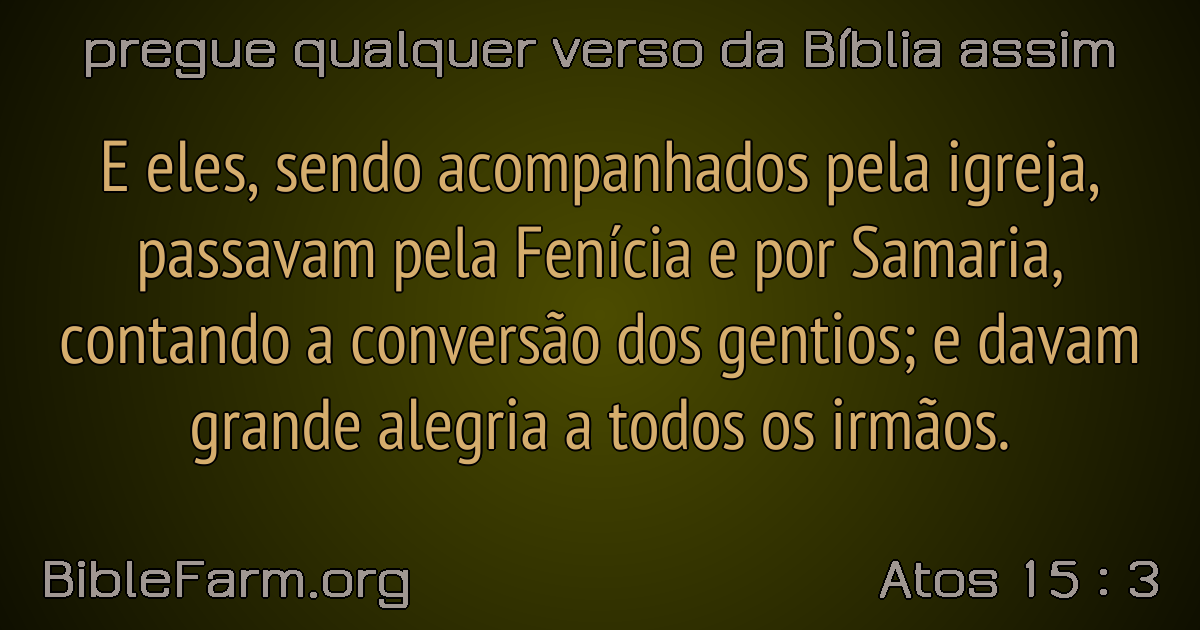 pregue qualquer verso da Bíblia assim
E eles, sendo acompanhados pela igreja,
passavam pela Fenícia e por Samaria,
contando a conversão dos gentios; e davam
grande alegria a todos os irmãos.
BibleFarm.org
Atos 15 : 3